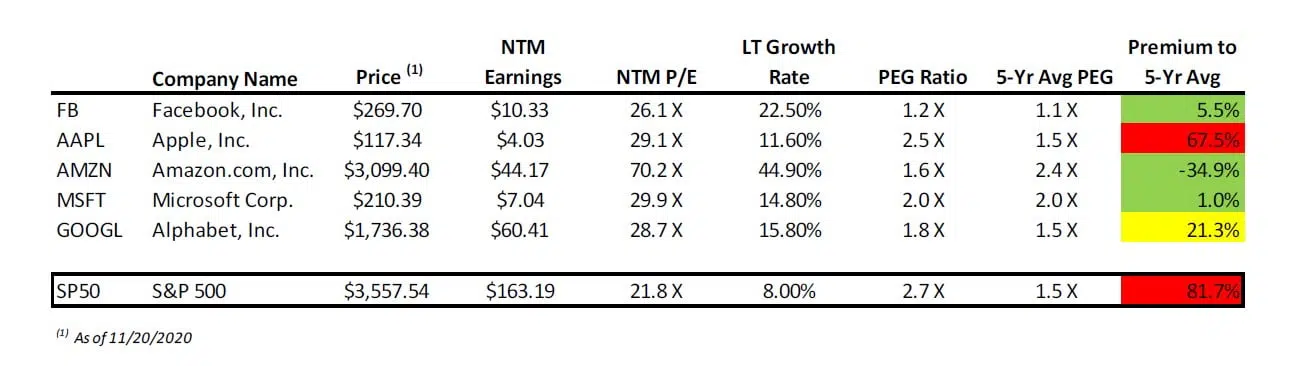 NTM LT Growth Premium to
Company Name Price (1) Earnings NTM P/E Rate PEG Ratio 5-Yr Avg PEG 5-Yr Avg
FB Facebook, Inc. $269.70 $10.33 26.1 X 22.50% 1.2 X 1.1 X 5.5%
AAPL Apple, Inc. $117.34 $4.03 29.1 X 11.60% 2.5 X 1.5 X 67.5%
AMZN Amazon.com, Inc. $3,099.40 $44.17 70.2 X 44.90% 1.6 X 2.4 X -34.9%
MSFT Microsoft Corp. $210.39 $7.04 29.9 X 14.80% 2.0 X 2.0 X 1.0%
GOOGL Alphabet, Inc. $1,736.38 $60.41 28.7 X 15.80% 1.8 X 1.5 X 21.3%
SP50 S&P 500 $3,557.54 $163.19 21.8 X 8.00% 2.7 X 1.5 X 81.7%
(1) As of 11/20/2020